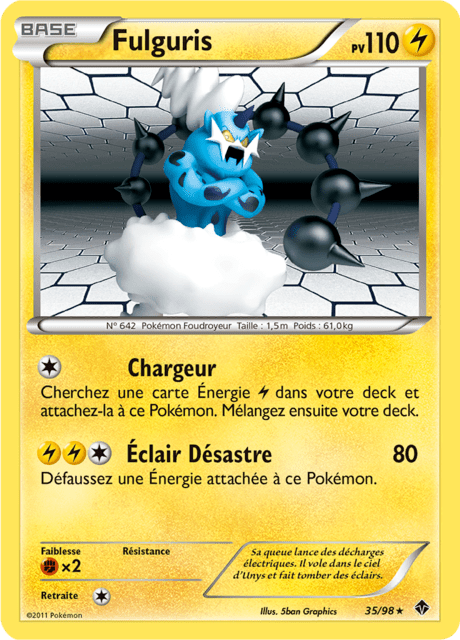 BASE
Fulguris
PV110
N° 642 Pokémon Foudroyeur Taille : 1,5m Poids : 61,0kg
Chargeur
Cherchez une carte Énergie dans votre deck et
attachez-la à ce Pokémon. Mélangez ensuite votre deck.
Éclair Désastre 80
Défaussez une Énergie attachée à ce Pokémon.
Faiblesse Résistance
×2
Retraite
Sa queue lance des décharges
électriques. Il vole dans le ciel
d'Unys et fait tomber des éclairs.
©2011 Pokémon
Illus. 5ban Graphics
35/98 ★